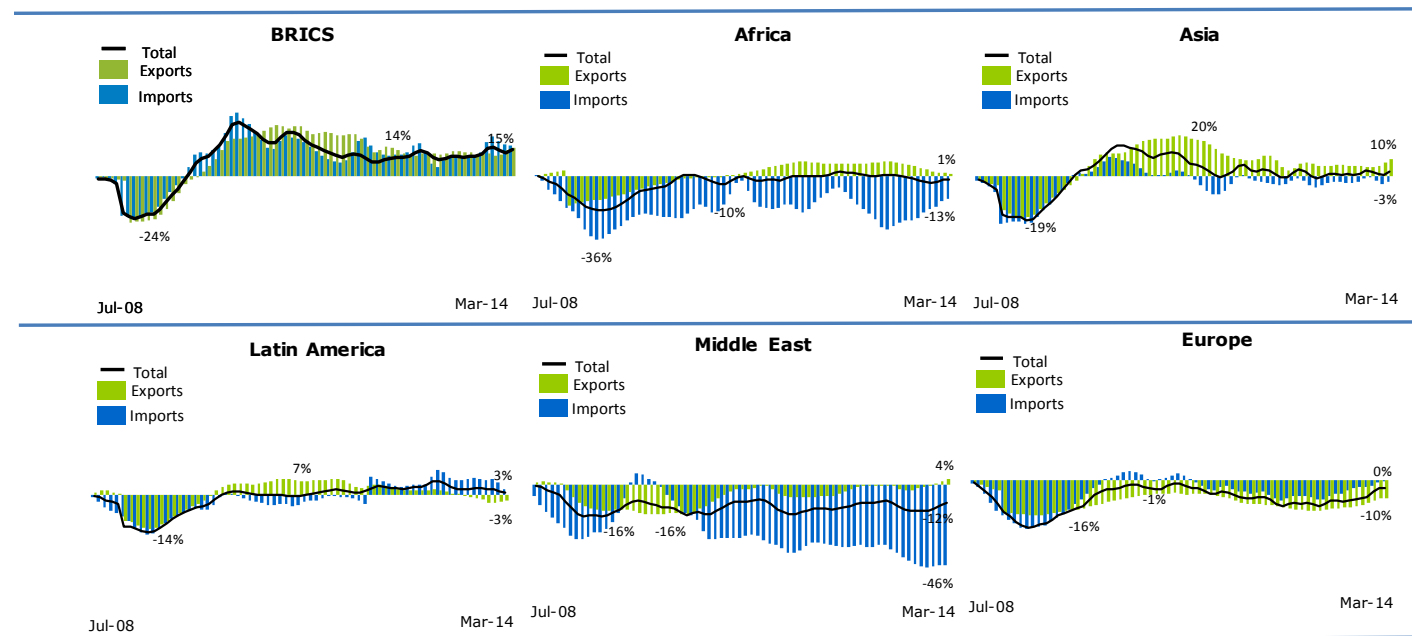 BRICS
Total
Exports
Imports
14%
15%
-24%
Jul-08
Mar-14
Africa
Total
Exports
Imports
1%
-10%
-13%
-36%
Jul-08
Mar-14
Asia
Total
Exports
Imports
20%
10%
-3%
-19%
Jul-08
Mar-14
Latin America
Total
Exports
Imports
7%
3%
-3%
-14%
Jul-08
Mar-14
Middle East
Total
Exports
Imports
4%
-12%
-16%
-16%
-46%
Jul-08
Mar-14
Europe
Total
Exports
Imports
0%
-1%
-10%
-16%
Jul-08
Mar-14